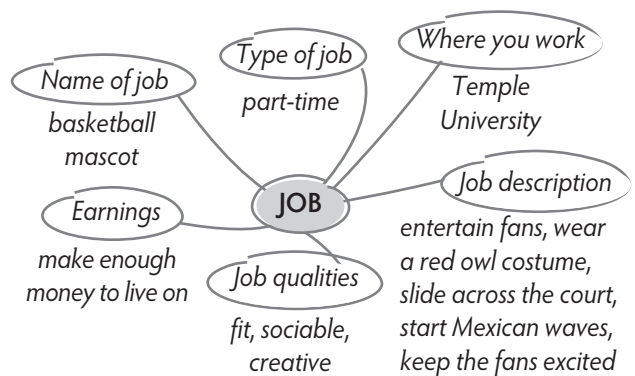 Name of job
basketball
mascot
Type of job
part-time
Where you work
Temple
University
JOB
Earnings
make enough
money to live on
Job qualities
fit, sociable,
creative
Job description
entertain fans, wear
a red owl costume,
slide across the court,
start Mexican waves,
keep the fans excited